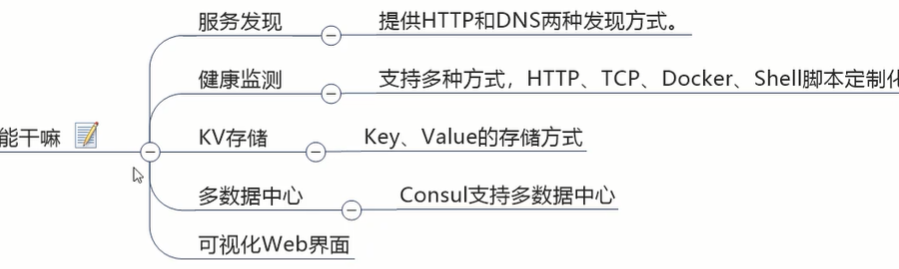 能干嘛
服务发现
提供HTTP和DNS两种发现方式。
健康监测
支持多种方式，HTTP、TCP、Docker、Shell脚本定制化
KV存储
Key、Value的存储方式
多数据中心
Consul支持多数据中心
可视化Web界面